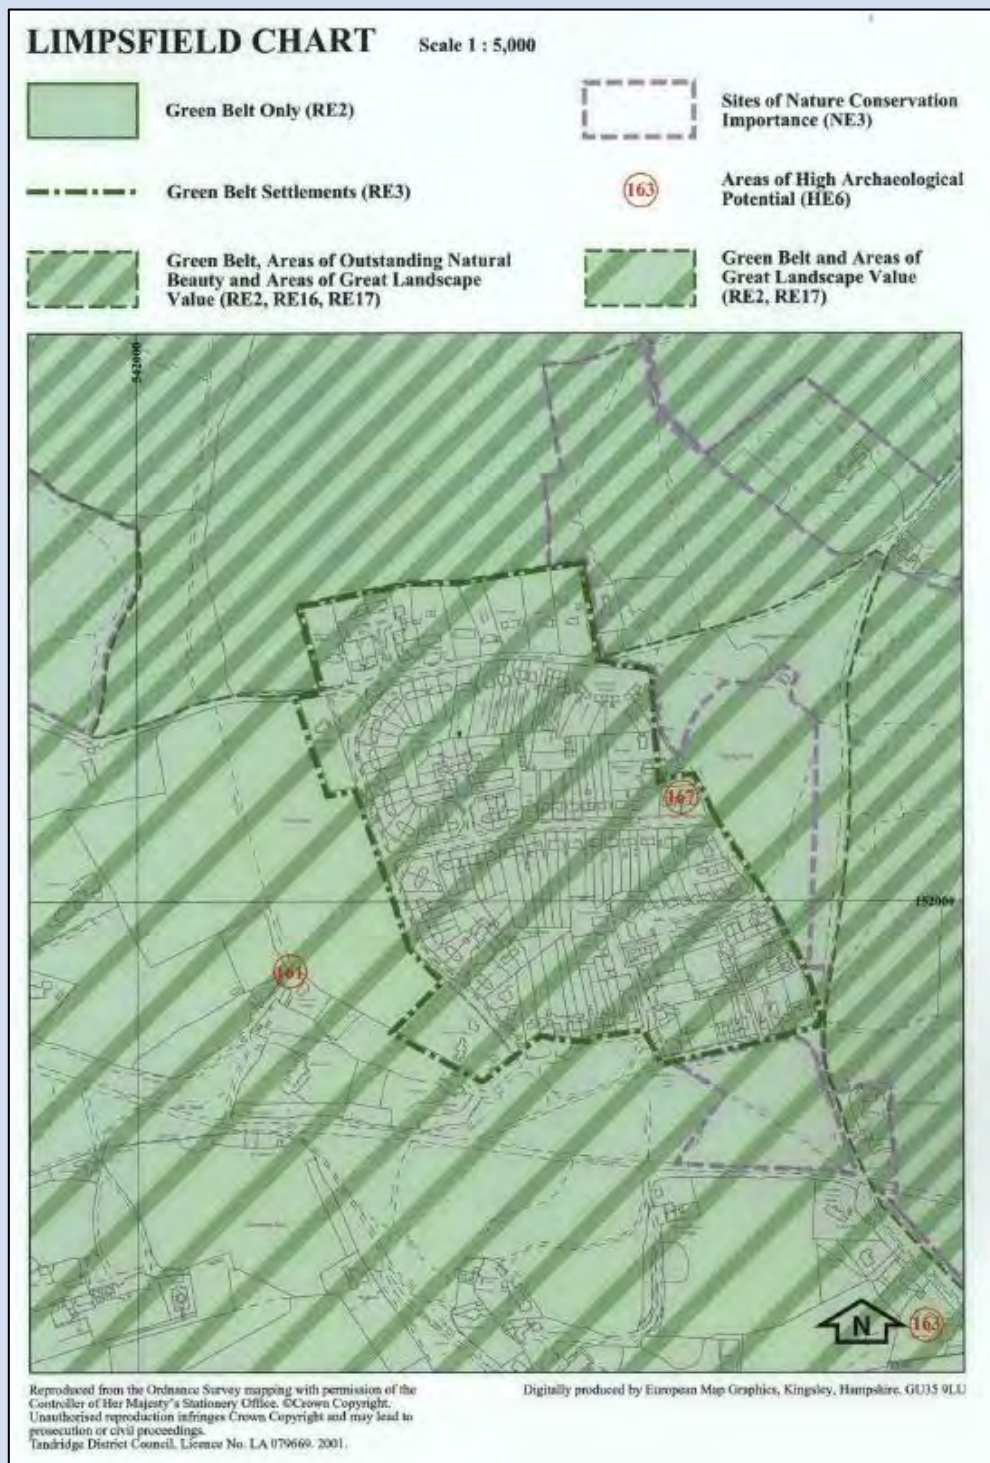 LIMPSFIELD CHART
Scale 1 : 5,000
Green Belt Only (RE2)
Sites of Nature Conservation
Importance (NE3)
Green Belt Settlements (RE3)
163
Areas of High Archaeological
Potential (HE6)
Green Belt, Areas of Outstanding Natural
Beauty and Areas of Great Landscape
Value (RE2, RE16, RE17)
Green Belt and Areas of
Great Landscape Value
(RE2, RE17)
542000
167
152000
161
N
163
Reproduced from the Ordnance Survey mapping with permission of the
Controller of Her Majesty's Stationery Office. ©Crown Copyright.
Unauthorised reproduction infringes Crown Copyright and may lead to
prosecution or civil proceedings.
Tandridge District Council, Licence No. LA 079669. 2001.
Digitally produced by European Map Graphics, Kingsley, Hampshire. GU35 9LU